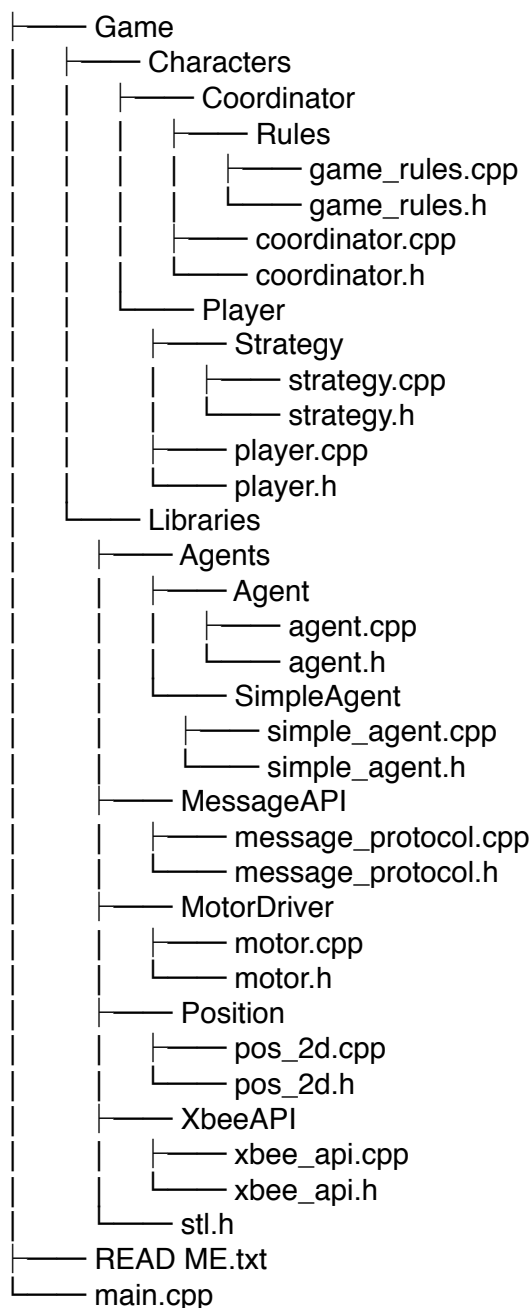 Game
Characters
Coordinator
Rules
game_rules.cpp
game_rules.h
coordinator.cpp
coordinator.h
Player
Strategy
strategy.cpp
strategy.h
player.cpp
player.h
Libraries
Agents
Agent
agent.cpp
agent.h
SimpleAgent
simple_agent.cpp
simple_agent.h
MessageAPI
message_protocol.cpp
message_protocol.h
MotorDriver
motor.cpp
motor.h
Position
pos_2d.cpp
pos_2d.h
XbeeAPI
xbee_api.cpp
xbee_api.h
stl.h
READ ME.txt
main.cpp